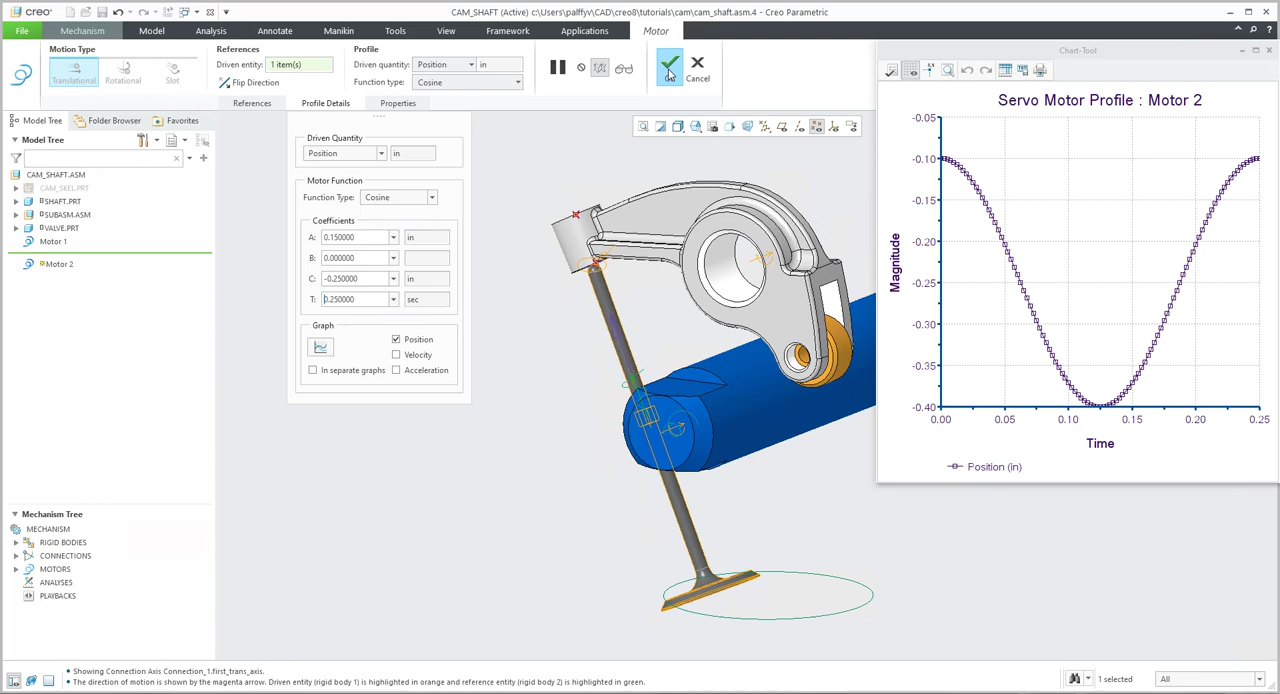 creo
CAM_SHAFT (Active) c:\Users\palffyv\CAD\creo8\tutorials\cam\cam_shaft.asm.4 - Creo Parametric
File
Mechanism
Model
Analysis
Annotate
Manikin
Tools
View
Framework
Applications
Motor
Motion Type
Translational
Rotational
Slot
References
Driven entity:
1 item(s)
Flip Direction
Profile
Driven quantity:
Position
in
Function type:
Cosine
Cancel
References
Profile Details
Properties
Model Tree
Folder Browser
Favorites
Model Tree
CAM_SHAFT.ASM
CAM_SKEL.PRT
SHAFT.PRT
SUBASM.ASM
VALVE.PRT
Motor 1
Motor 2
Driven Quantity
Position
in
Motor Function
Function Type:
Cosine
Coefficients
A:
0.150000
in
B:
0.000000
C:
-0.250000
in
T:
0.250000
sec
Graph
Position
Velocity
In separate graphs
Acceleration
Chart-Tool
Servo Motor Profile : Motor 2
-0.05
-0.10
-0.15
-0.20
-0.25
-0.30
-0.35
-0.40
Magnitude
0.00
0.05
0.10
0.15
0.20
0.25
Time
Position (in)
Mechanism Tree
MECHANISM
RIGID BODIES
CONNECTIONS
MOTORS
ANALYSES
PLAYBACKS
• Showing Connection Axis Connection_1.first_trans_axis.
• The direction of motion is shown by the magenta arrow. Driven entity (rigid body 1) is highlighted in orange and reference entity (rigid body 2) is highlighted in green.
1 selected
All